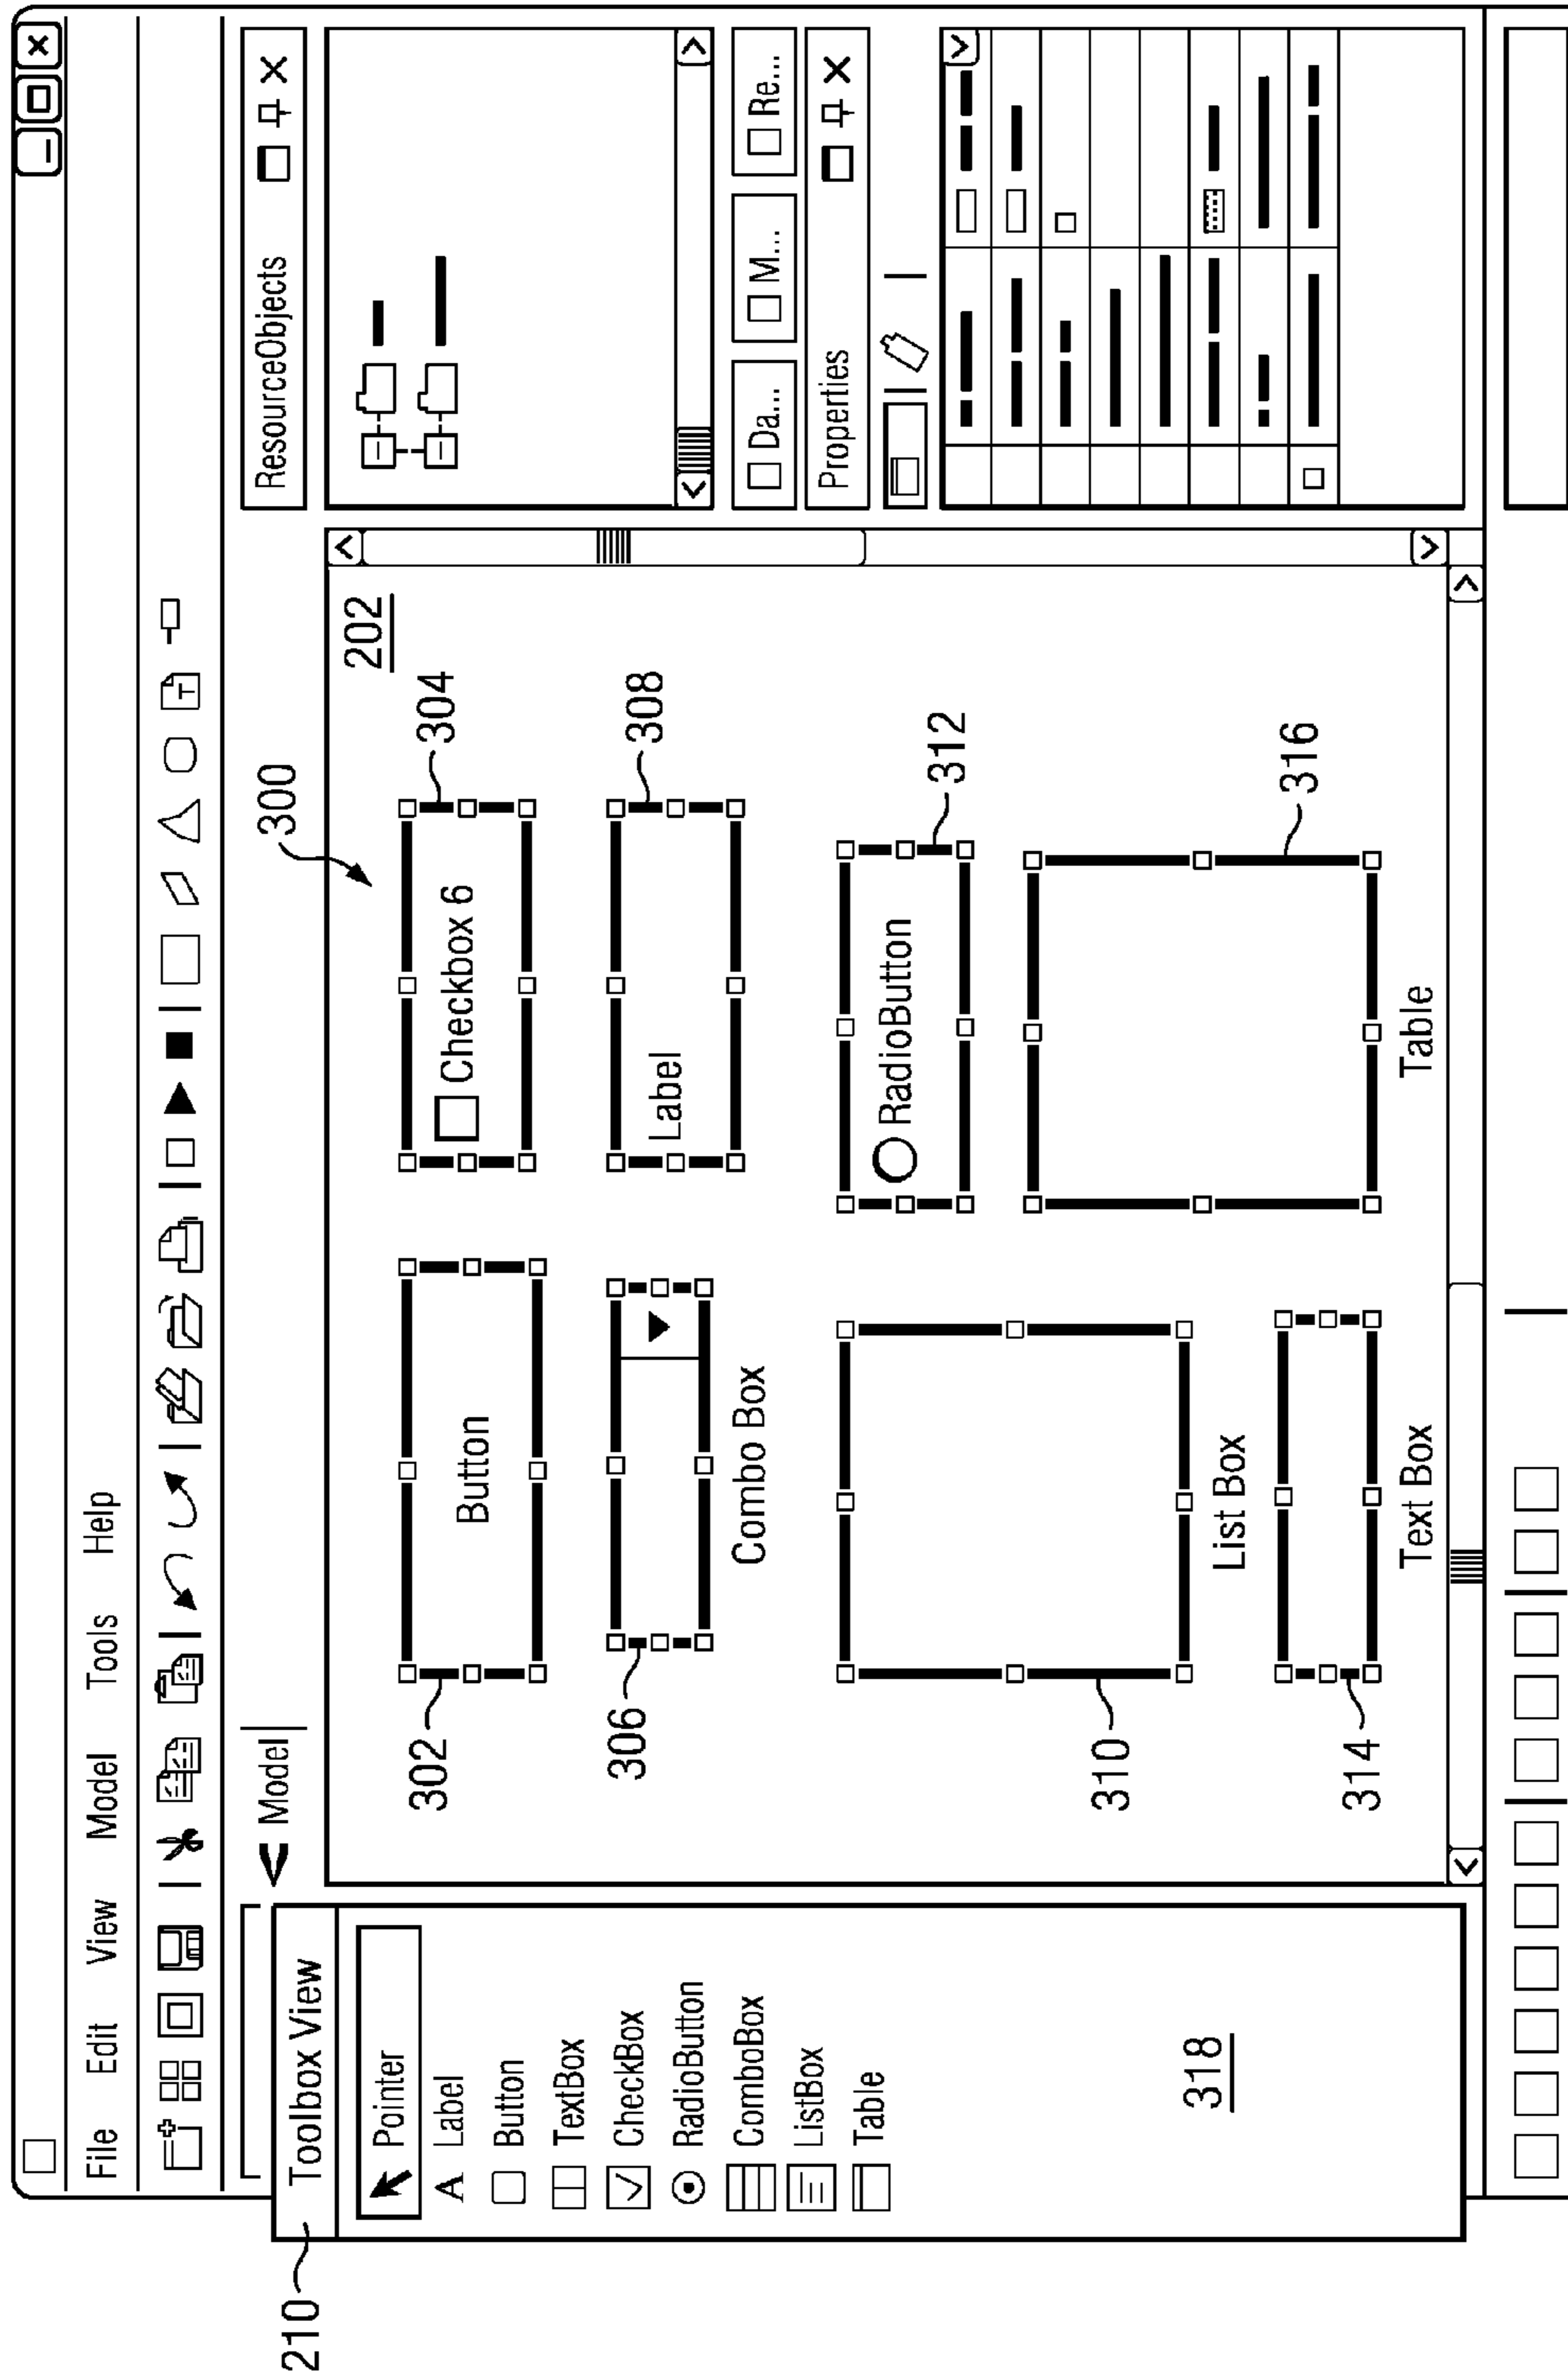 File Edit View Model Tools Help
Model
ResourceObjects
210
Toolbox View
Pointer
A Label
Button
TextBox
CheckBox
RadioButton
ComboBox
ListBox
Table
318
300
202
302
Button
Checkbox 6
304
306
Combo Box
Label
308
310
List Box
RadioButton
312
314
Text Box
316
Table
Da...
M...
Re...
Properties
T